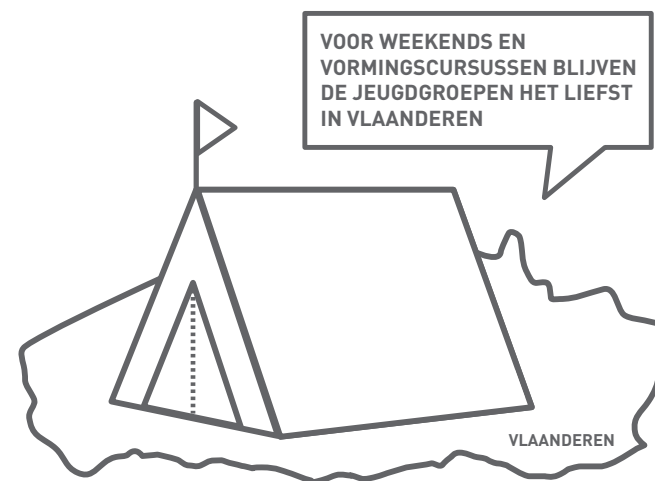 VOOR WEEKENDS EN
VORMINGSCURSUSSEN BLIJVEN
DE JEUGDGROEPEN HET LIEFST
IN VLAANDEREN
VLAANDEREN